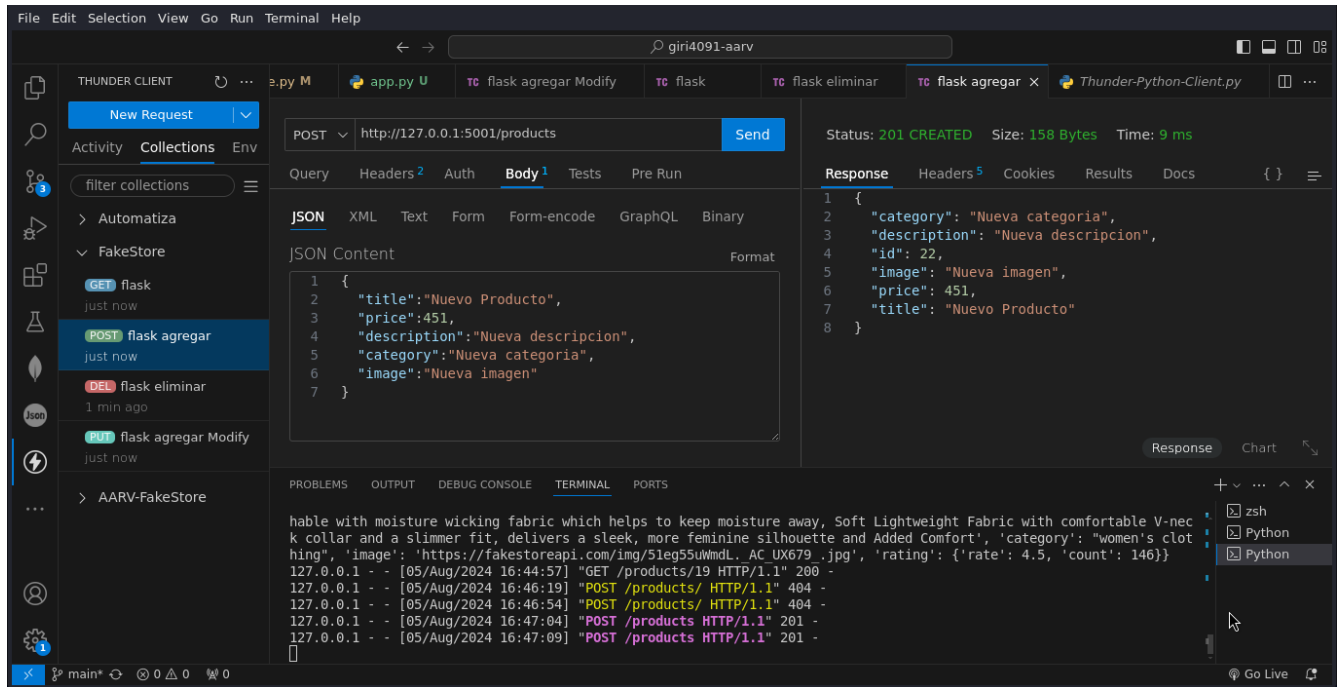 File Edit Selection View Go Run Terminal Help
giri4091-aarv
THUNDER CLIENT
e.py M
app.py U
TC flask agregar Modify
TC flask
TC flask eliminar
TC flask agregar
Thunder-Python-Client.py
New Request
Activity Collections Env
filter collections
Automatiza
FakeStore
GET flask
just now
POST flask agregar
just now
DEL flask eliminar
1 min ago
PUT flask agregar Modify
just now
AARV-FakeStore
3
Json
1
POST http://127.0.0.1:5001/products Send
Query Headers 2 Auth Body 1 Tests Pre Run
JSON XML Text Form Form-encode GraphQL Binary
JSON Content Format
1 {
2 "title":"Nuevo Producto",
3 "price":451,
4 "description":"Nueva descripcion",
5 "category":"Nueva categoria",
6 "image":"Nueva imagen"
7 }
Status: 201 CREATED Size: 158 Bytes Time: 9 ms
Response Headers 5 Cookies Results Docs { }
1 {
2 "category": "Nueva categoria",
3 "description": "Nueva descripcion",
4 "id": 22,
5 "image": "Nueva imagen",
6 "price": 451,
7 "title": "Nuevo Producto"
8 }
Response Chart
PROBLEMS OUTPUT DEBUG CONSOLE TERMINAL PORTS
hable with moisture wicking fabric which helps to keep moisture away, Soft Lightweight Fabric with comfortable V-nec
k collar and a slimmer fit, delivers a sleek, more feminine silhouette and Added Comfort', 'category': "women's clot
hing", 'image': 'https://fakestoreapi.com/img/51eg55uWmdL._AC_UX679_.jpg', 'rating': {'rate': 4.5, 'count': 146}}
127.0.0.1 - - [05/Aug/2024 16:44:57] "GET /products/19 HTTP/1.1" 200 -
127.0.0.1 - - [05/Aug/2024 16:46:19] "POST /products/ HTTP/1.1" 404 -
127.0.0.1 - - [05/Aug/2024 16:46:54] "POST /products/ HTTP/1.1" 404 -
127.0.0.1 - - [05/Aug/2024 16:47:04] "POST /products HTTP/1.1" 201 -
127.0.0.1 - - [05/Aug/2024 16:47:09] "POST /products HTTP/1.1" 201 -
zsh
Python
Python
main* 0 0 0 Go Live